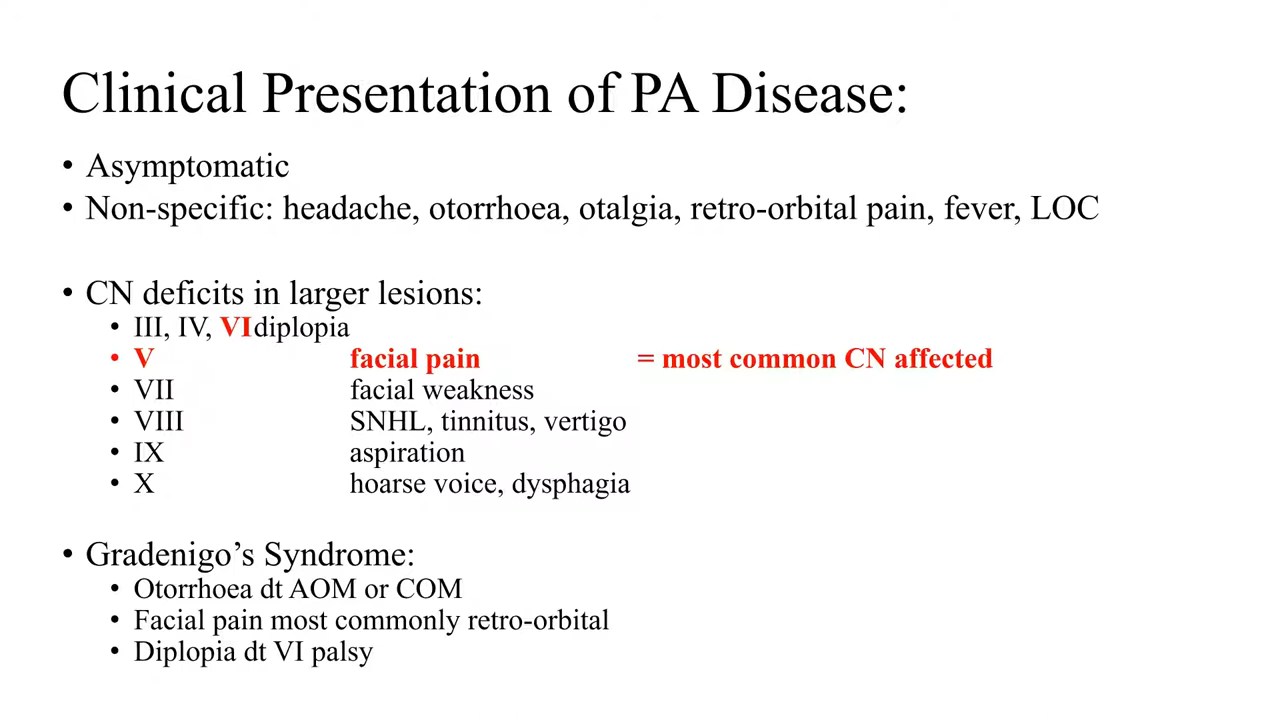 Clinical Presentation of PA Disease:
• Asymptomatic
• Non-specific: headache, otorrhoea, otalgia, retro-orbital pain, fever, LOC
• CN deficits in larger lesions:
• III, IV, VI diplopia
• V facial pain = most common CN affected
• VII facial weakness
• VIII SNHL, tinnitus, vertigo
• IX aspiration
• X hoarse voice, dysphagia
• Gradenigo’s Syndrome:
• Otorrhoea dt AOM or COM
• Facial pain most commonly retro-orbital
• Diplopia dt VI palsy